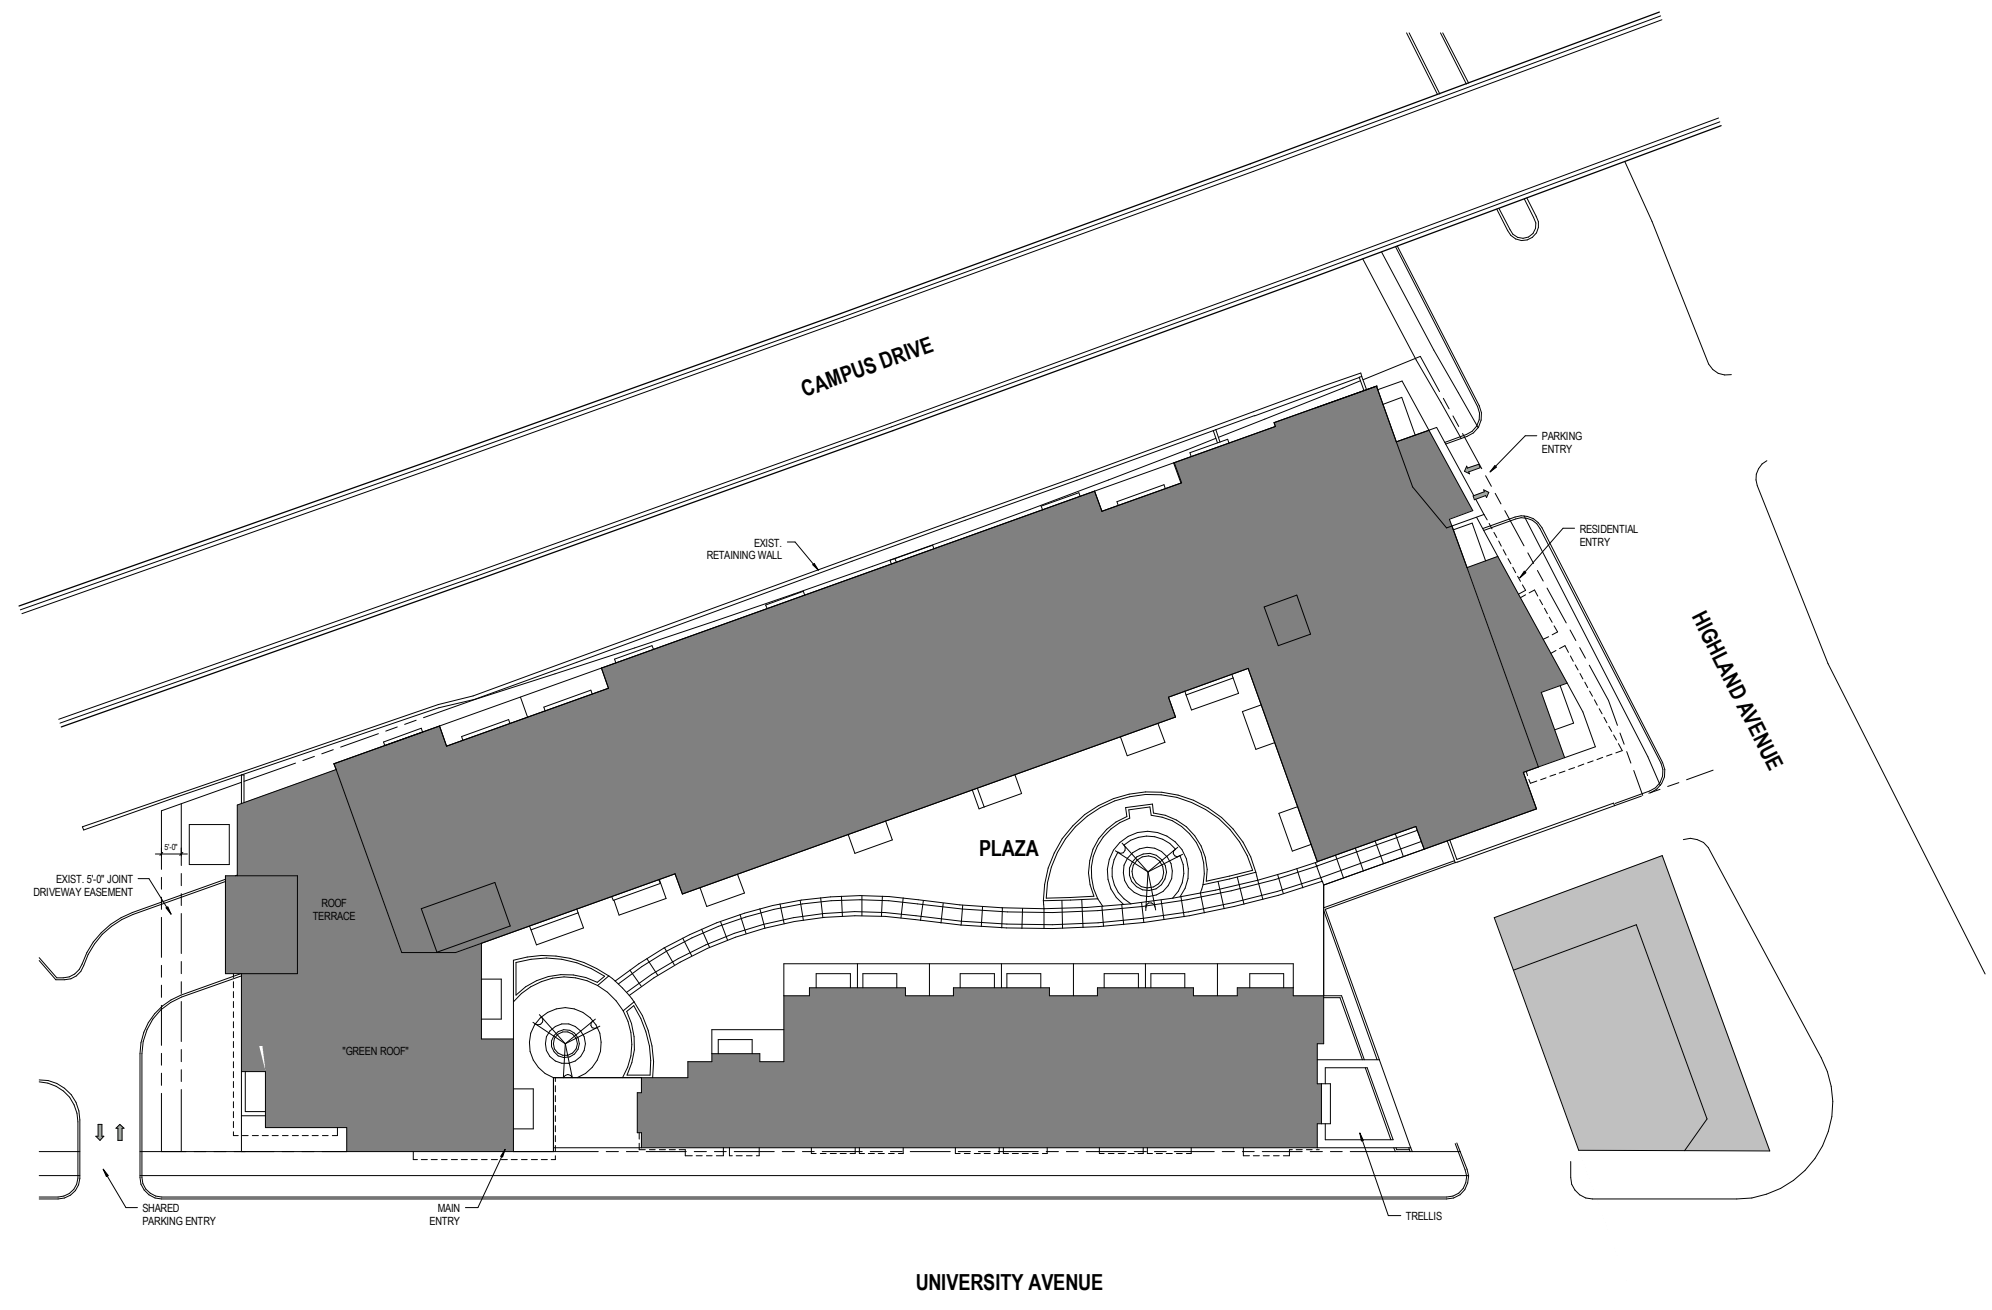 CAMPUS DRIVE
PARKING
ENTRY
EXIST.
RETAINING WALL
RESIDENTIAL
ENTRY
HIGHLAND AVENUE
PLAZA
5'-0"
EXIST. 5'-0" JOINT
DRIVEWAY EASEMENT
ROOF
TERRACE
"GREEN ROOF"
SHARED
PARKING ENTRY
MAIN
ENTRY
TRELLIS
UNIVERSITY AVENUE